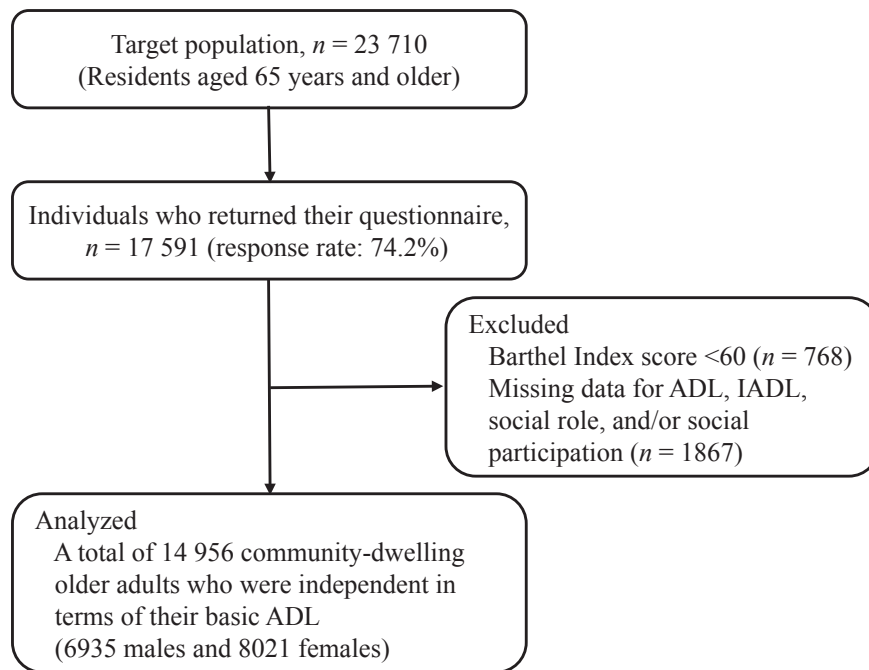 Target population, n = 23 710
(Residents aged 65 years and older)
Individuals who returned their questionnaire,
n = 17 591 (response rate: 74.2%)
Excluded
Barthel Index score <60 (n = 768)
Missing data for ADL, IADL,
social role, and/or social
participation (n = 1867)
Analyzed
A total of 14 956 community-dwelling
older adults who were independent in
terms of their basic ADL
(6935 males and 8021 females)